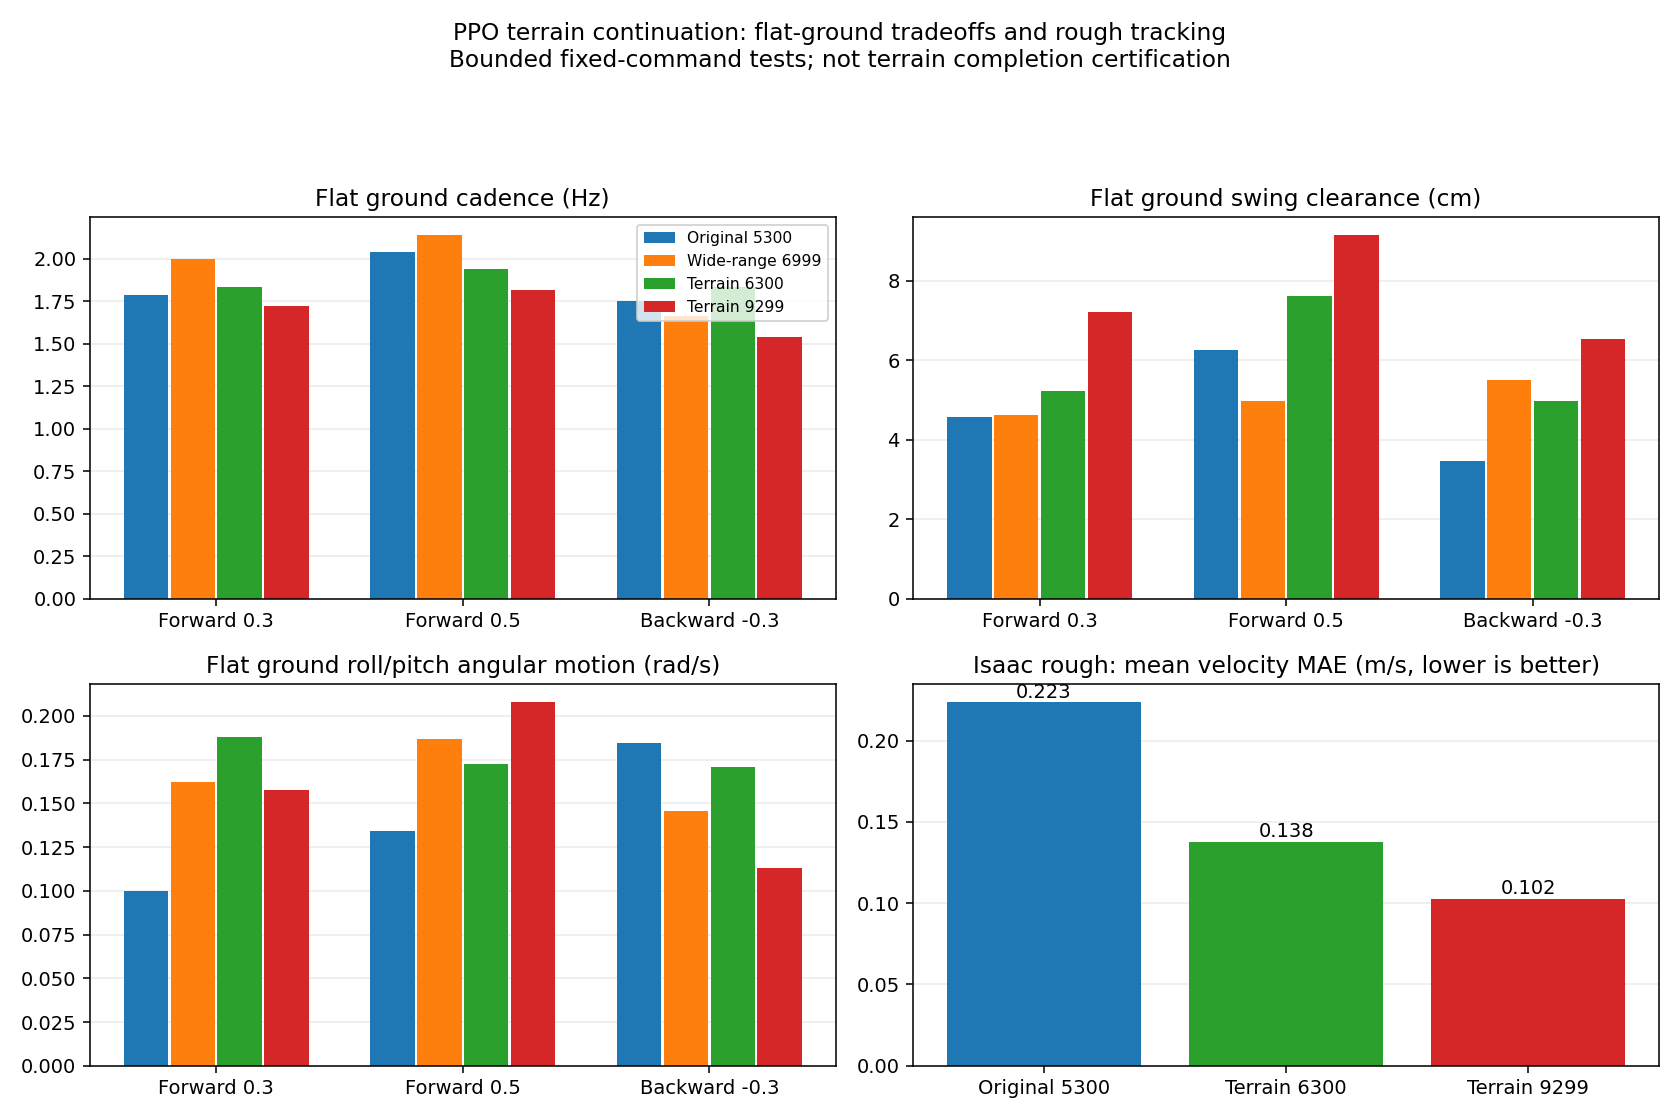 PPO terrain continuation: flat-ground tradeoffs and rough tracking
Bounded fixed-command tests; not terrain completion certification
Flat ground cadence (Hz)
2.00
1.75
1.50
1.25
1.00
0.75
0.50
0.25
0.00
Original 5300
Wide-range 6999
Terrain 6300
Terrain 9299
Forward 0.3
Forward 0.5
Backward -0.3
Flat ground swing clearance (cm)
8
6
4
2
0
Forward 0.3
Forward 0.5
Backward -0.3
Flat ground roll/pitch angular motion (rad/s)
0.200
0.175
0.150
0.125
0.100
0.075
0.050
0.025
0.000
Forward 0.3
Forward 0.5
Backward -0.3
Isaac rough: mean velocity MAE (m/s, lower is better)
0.20
0.15
0.10
0.05
0.00
0.223
0.138
0.102
Original 5300
Terrain 6300
Terrain 9299